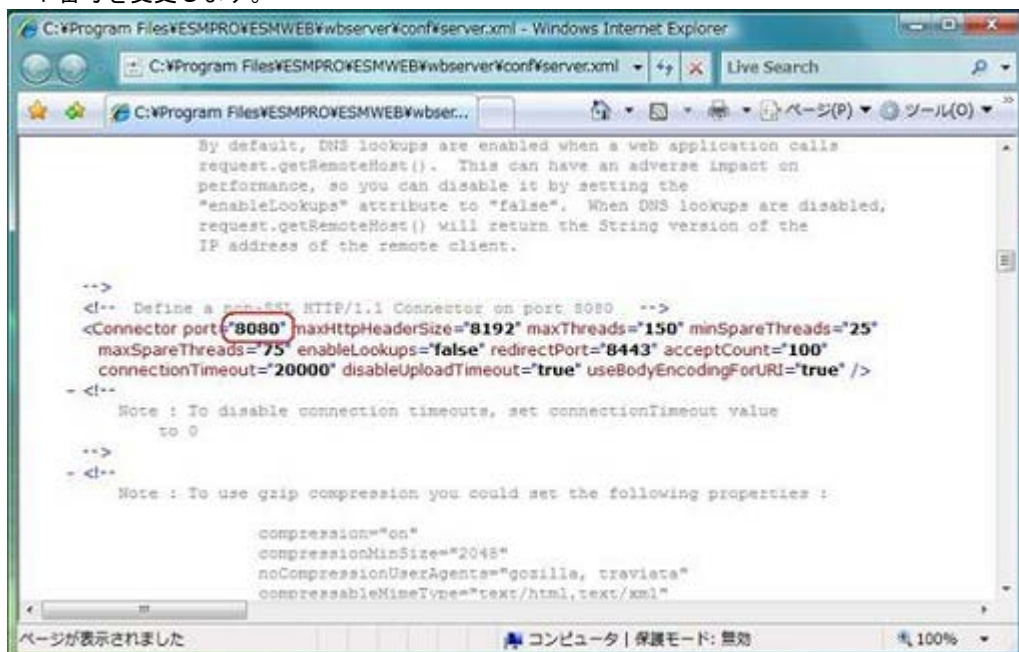 C:¥Program Files¥ESMPRO¥ESMWEB¥wbserver¥conf¥server.xml - Windows Internet Explorer
C:¥Program Files¥ESMPRO¥ESMWEB¥wbserver¥conf¥server.xml
Live Search
C:¥Program Files¥ESMPRO¥ESMWEB¥wbser...
ページ(P)
ツール(O)
By default, DNS lookups are enabled when a web application calls
request.getRemoteHost(). This can have an adverse impact on
performance, so you can disable it by setting the
"enableLookups" attribute to "false". When DNS lookups are disabled,
request.getRemoteHost() will return the String version of the
IP address of the remote client.
-->
<!-- Define a non-SSL HTTP/1.1 Connector on port 8080 -->
<Connector port="8080" maxHttpHeaderSize="8192" maxThreads="150" minSpareThreads="25"
maxSpareThreads="75" enableLookups="false" redirectPort="8443" acceptCount="100"
connectionTimeout="20000" disableUploadTimeout="true" useBodyEncodingForURI="true" />
- <!--
Note : To disable connection timeouts, set connectionTimeout value
to 0
-->
- <!--
Note : To use gzip compression you could set the following properties :
compression="on"
compressionMinSize="2048"
noCompressionUserAgents="gozilla, traviata"
compressableMimeType="text/html,text/xml"
ページが表示されました
コンピュータ | 保護モード: 無効
100%